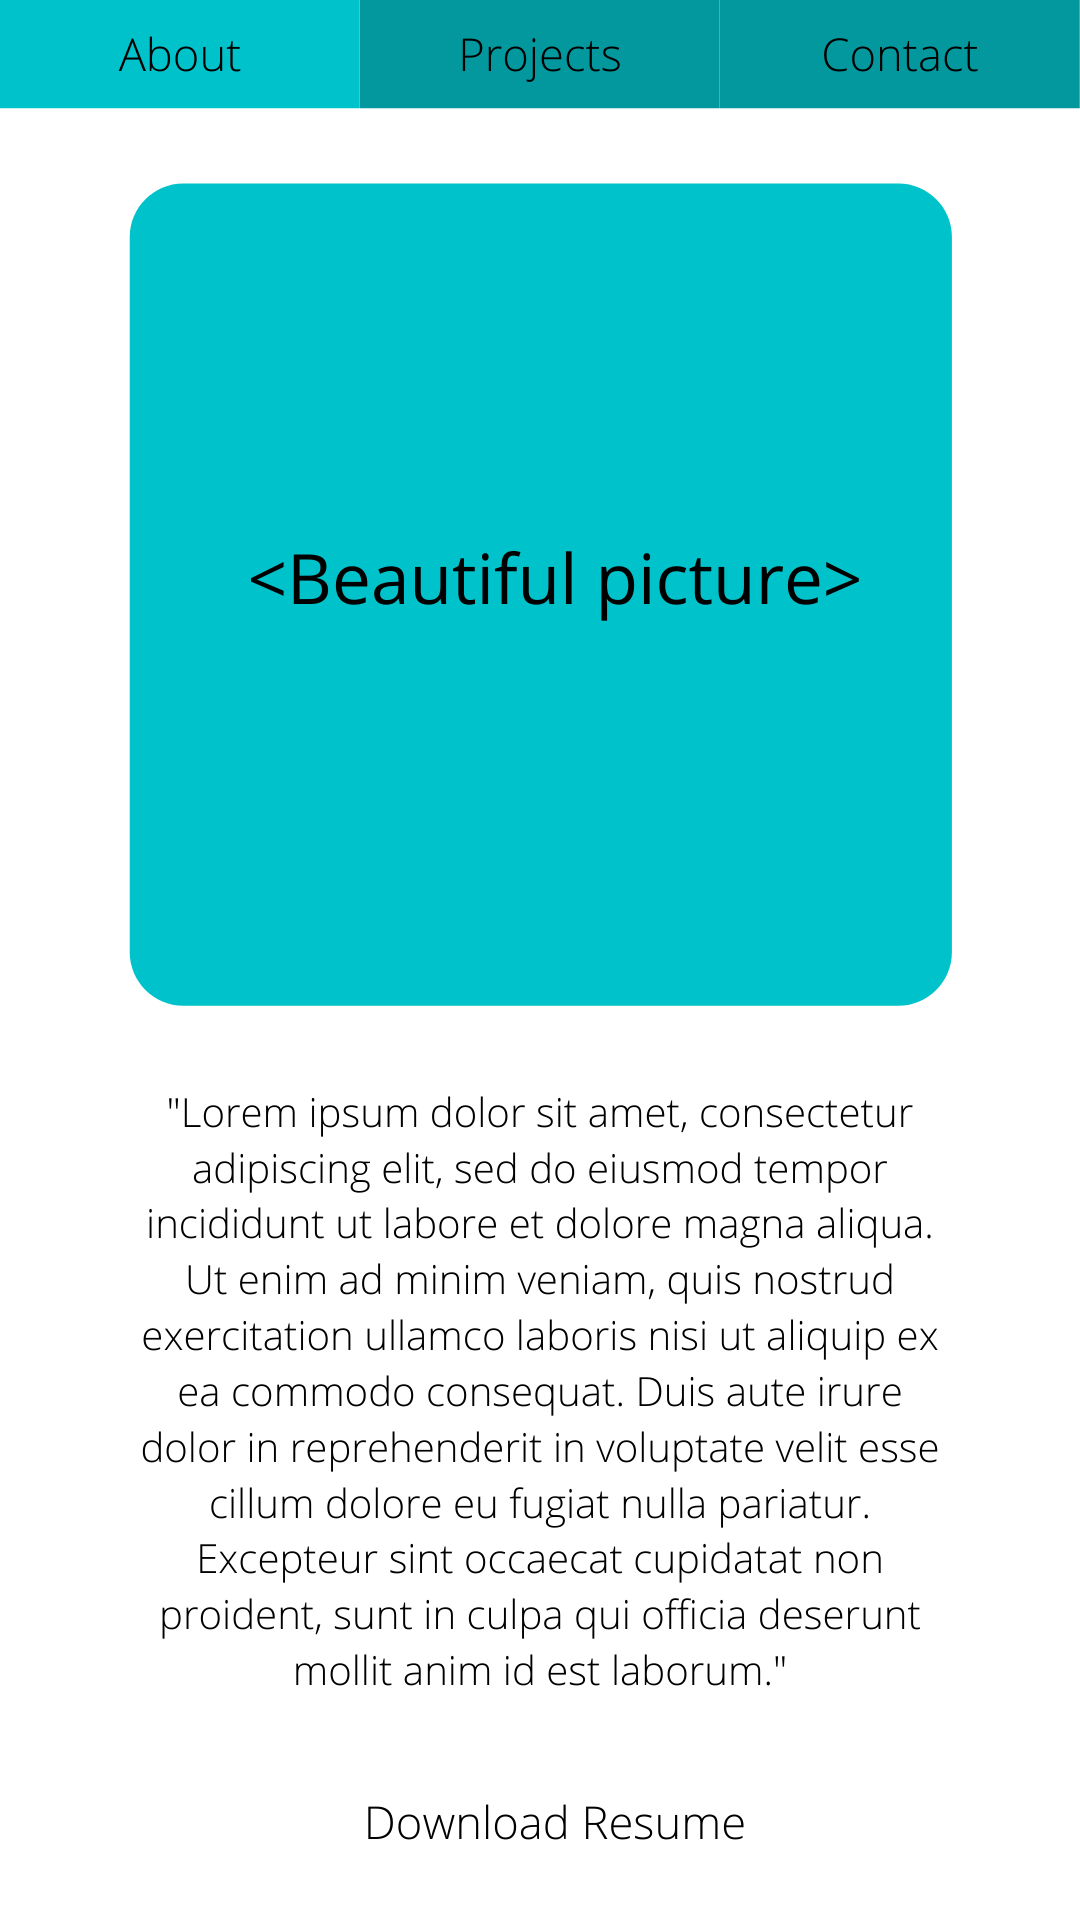 About Projects Contact
<Beautiful picture>
"Lorem ipsum dolor sit amet, consectetur
adipiscing elit, sed do eiusmod tempor
incididunt ut labore et dolore magna aliqua.
Ut enim ad minim veniam, quis nostrud
exercitation ullamco laboris nisi ut aliquip ex
ea commodo consequat. Duis aute irure
dolor in reprehenderit in voluptate velit esse
cillum dolore eu fugiat nulla pariatur.
Excepteur sint occaecat cupidatat non
proident, sunt in culpa qui officia deserunt
mollit anim id est laborum."
Download Resume